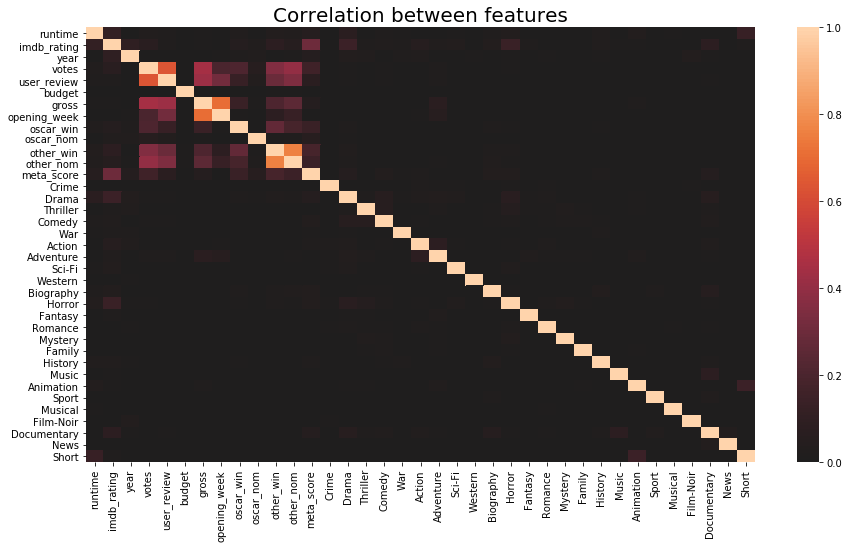 Correlation between features
runtime
imdb_rating
year
votes
user_review
budget
gross
opening_week
oscar_win
oscar_nom
other_win
other_nom
meta_score
Crime
Drama
Thriller
Comedy
War
Action
Adventure
Sci-Fi
Western
Biography
Horror
Fantasy
Romance
Mystery
Family
History
Music
Animation
Sport
Musical
Film-Noir
Documentary
News
Short
runtime
imdb_rating
year
votes
user_review
budget
gross
opening_week
oscar_win
oscar_nom
other_win
other_nom
meta_score
Crime
Drama
Thriller
Comedy
War
Action
Adventure
Sci-Fi
Western
Biography
Horror
Fantasy
Romance
Mystery
Family
History
Music
Animation
Sport
Musical
Film-Noir
Documentary
News
Short
1.0
0.8
0.6
0.4
0.2
0.0